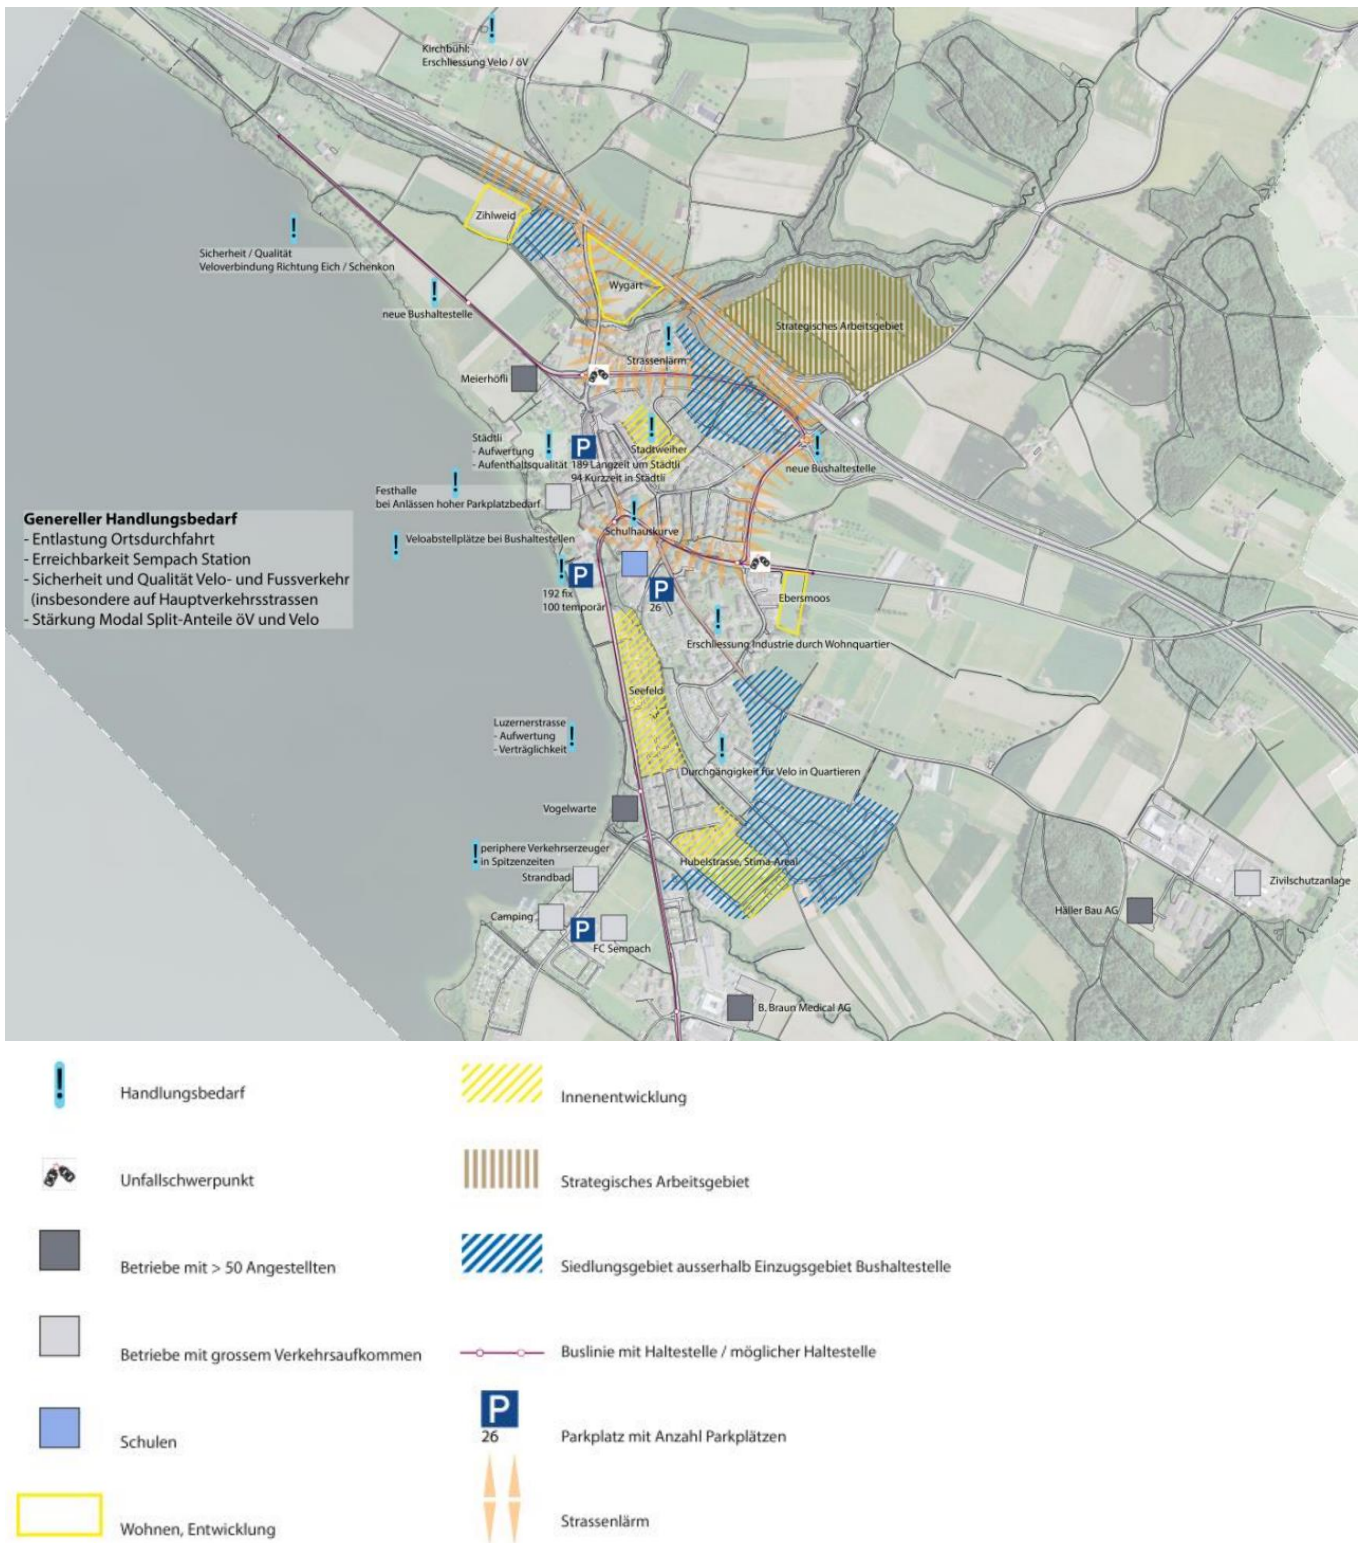 Kirchbühl:
Erschliessung Velo / öV
Zihlweid
Sicherheit / Qualität
Veloverbindung Richtung Eich / Schenkon
Wygart
neue Bushaltestelle
Strategisches Arbeitsgebiet
Strassenlärm
Meierhöfli
Städtli
- Aufwertung
- Aufenthaltsqualität
P
189 Langzeit um Städtli
94 Kurzzeit in Städtli
Stadtweiher
neue Bushaltestelle
Festhalle
bei Anlässen hoher Parkplatzbedarf
Genereller Handlungsbedarf
- Entlastung Ortsdurchfahrt
- Erreichbarkeit Sempach Station
- Sicherheit und Qualität Velo- und Fussverkehr
(insbesondere auf Hauptverkehrsstrassen
- Stärkung Modal Split-Anteile öV und Velo
Schulhauskurve
Veloabstellplätze bei Bushaltestellen
P
192 fix
100 temporär
P
26
Ebersmoos
Erschliessung Industrie durch Wohnquartier
Seefeld
Luzernerstrasse
- Aufwertung
- Verträglichkeit
Durchgängigkeit für Velo in Quartieren
Vogelwarte
periphere Verkehrserzeuger
in Spitzenzeiten
Strandbad
Hubelstrasse, Stima-Areal
Zivilschutzanlage
Häller Bau AG
Camping
P
FC Sempach
B. Braun Medical AG
Handlungsbedarf
Unfallschwerpunkt
Betriebe mit > 50 Angestellten
Betriebe mit grossem Verkehrsaufkommen
Schulen
Wohnen, Entwicklung
Innenentwicklung
Strategisches Arbeitsgebiet
Siedlungsgebiet ausserhalb Einzugsgebiet Bushaltestelle
Buslinie mit Haltestelle / möglicher Haltestelle
P
26
Parkplatz mit Anzahl Parkplätzen
Strassenlärm